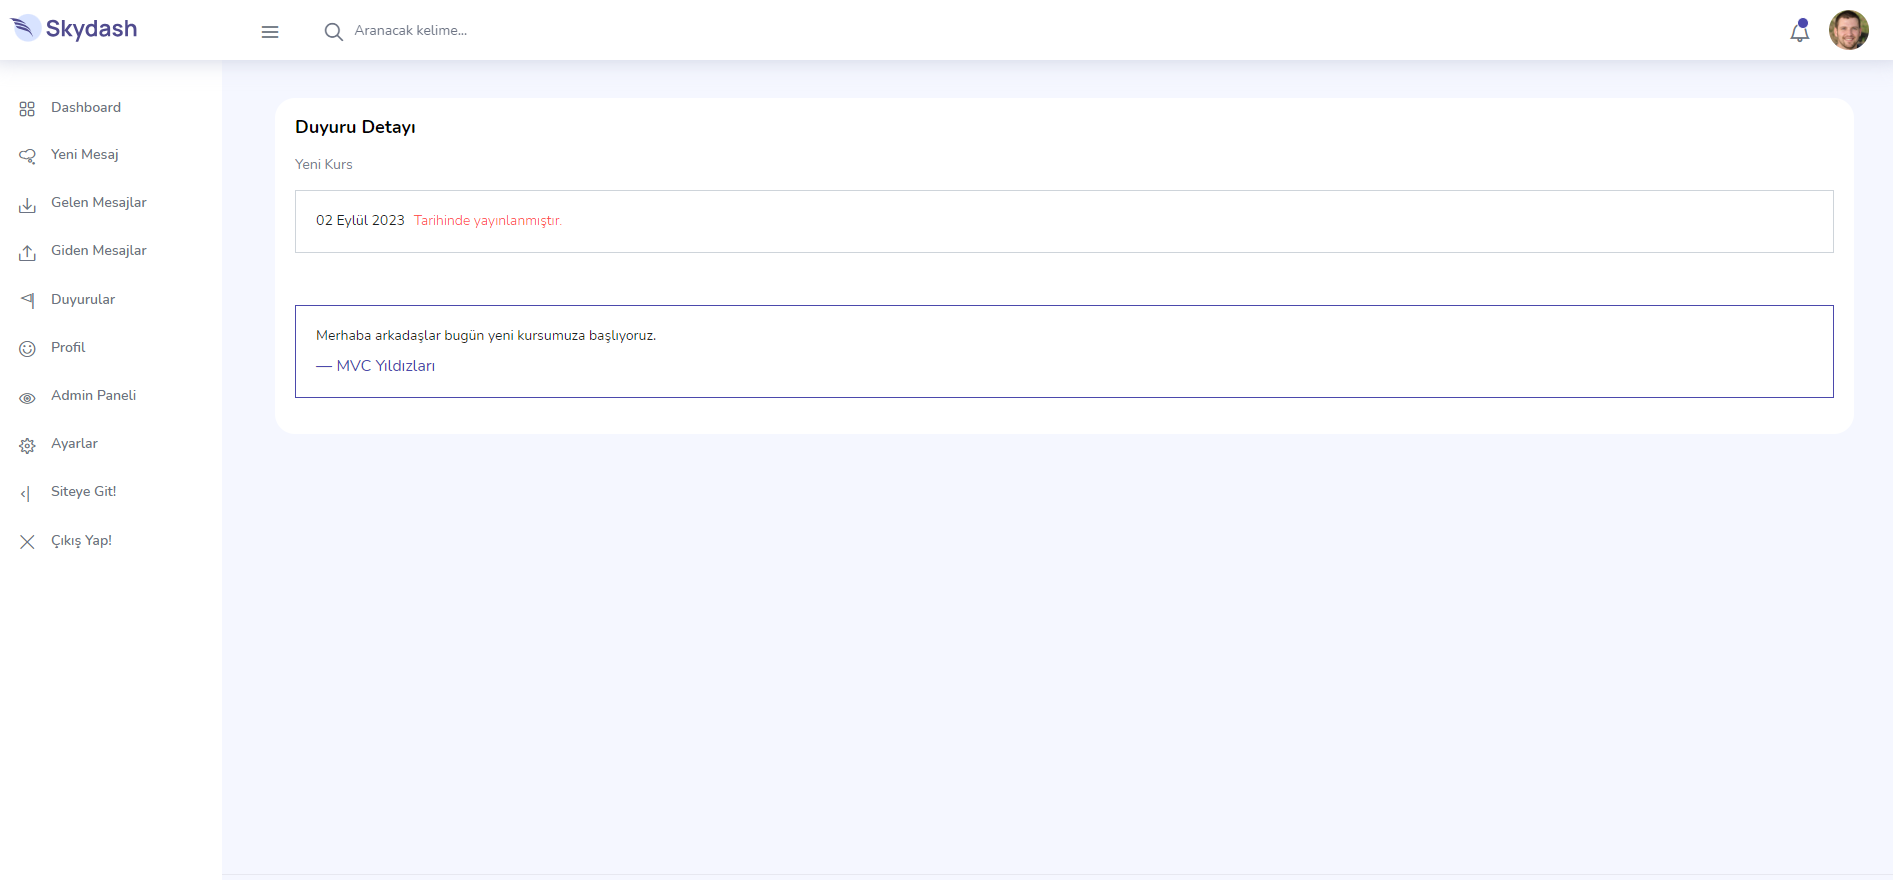 Skydash
Aranacak kelime...
Dashboard
Yeni Mesaj
Gelen Mesajlar
Giden Mesajlar
Duyurular
Profil
Admin Paneli
Ayarlar
Siteye Git!
Çıkış Yap!
Duyuru Detayı
Yeni Kurs
02 Eylül 2023 Tarihinde yayınlanmıştır.
Merhaba arkadaşlar bugün yeni kursumuza başlıyoruz.
— MVC Yıldızları